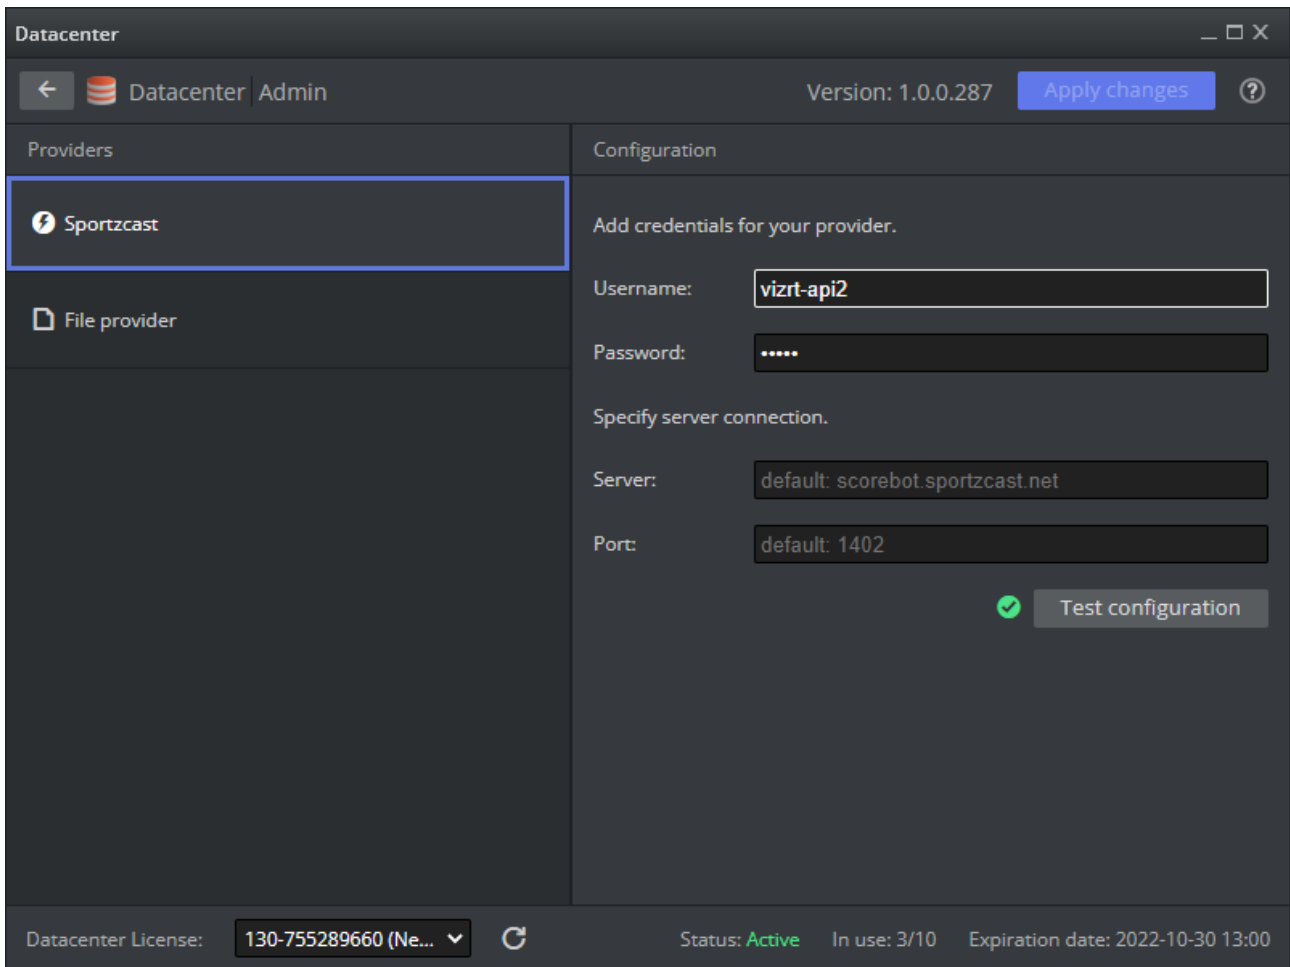 Datacenter
Datacenter Admin Version: 1.0.0.287 Apply changes
Providers
Sportzcast
File provider
Configuration
Add credentials for your provider.
Username: vizrt-api2
Password: •••••
Specify server connection.
Server: default: scorebot.sportzcast.net
Port: default: 1402
Test configuration
Datacenter License: 130-755289660 (Ne... Status: Active In use: 3/10 Expiration date: 2022-10-30 13:00